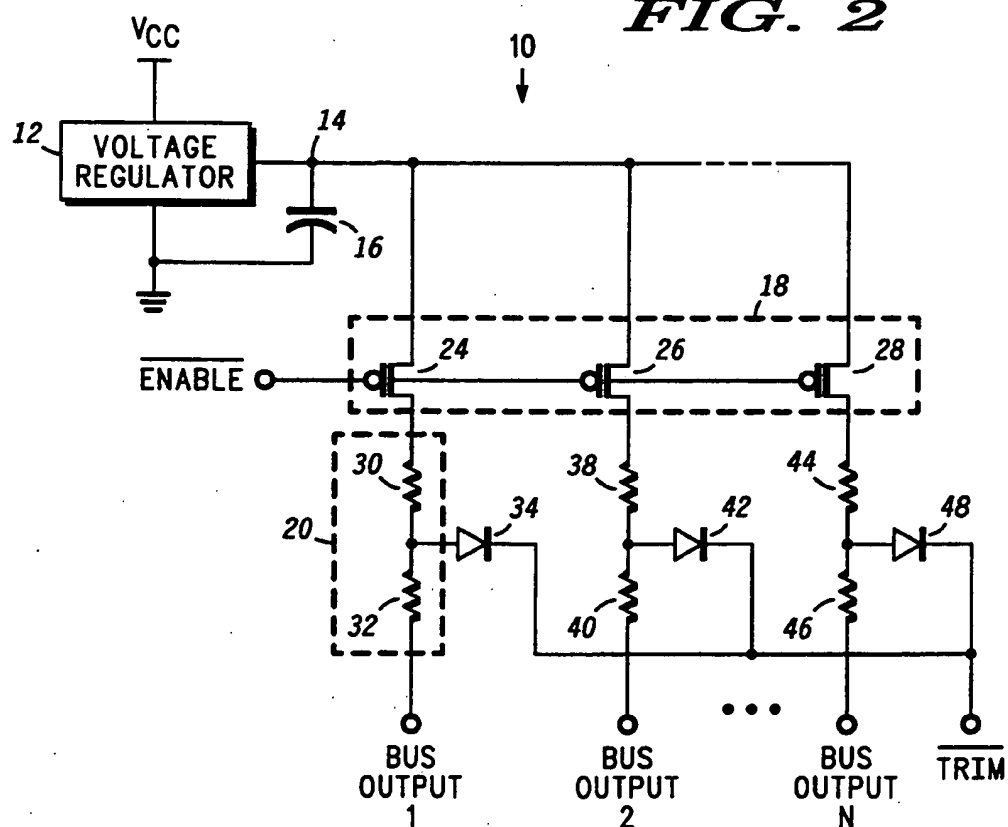 FIG. 2
10
VCC
12
VOLTAGE
REGULATOR
14
16
18
ENABLE
24
26
28
30
38
44
20
34
42
48
32
40
46
BUS
OUTPUT
1
BUS
OUTPUT
2
BUS
OUTPUT
N
TRIM